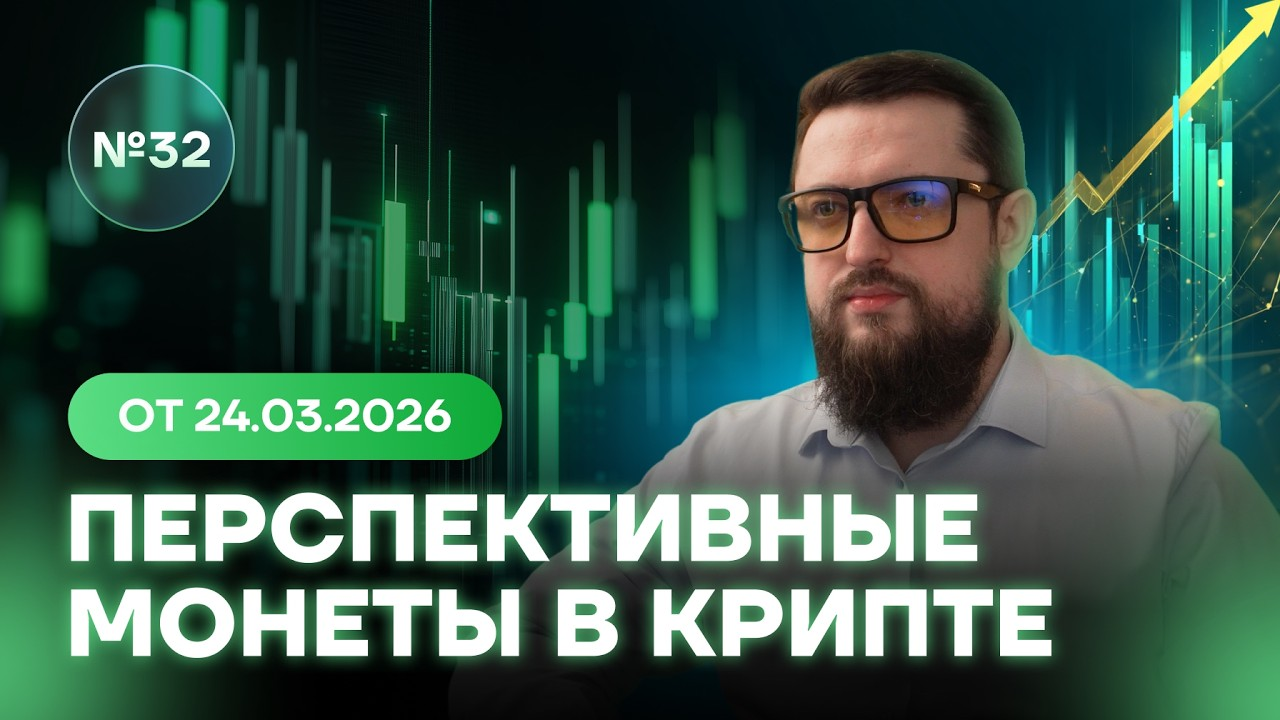 №32
ОТ 24.03.2026
ПЕРСПЕКТИВНЫЕ
МОНЕТЫ В КРИПТЕ